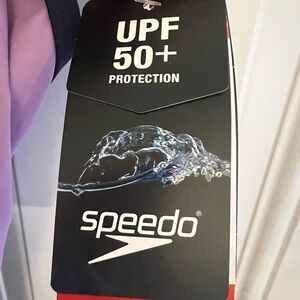 UPF
50+
PROTECTION
speedo®